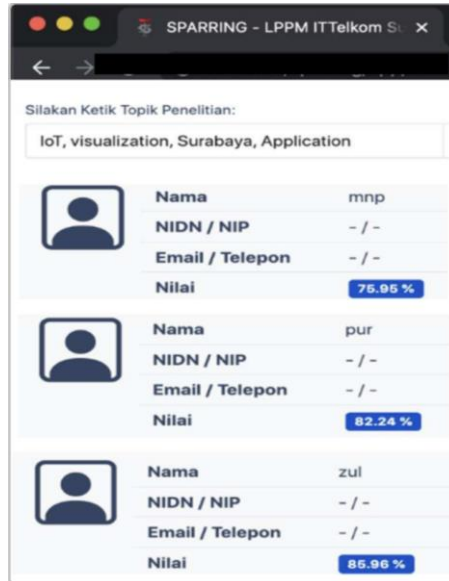 SPARRING - LPPM ITTelkom Su
Silakan Ketik Topik Penelitian:
IoT, visualization, Surabaya, Application
Nama mnp
NIDN / NIP - / -
Email / Telepon - / -
Nilai 75.95 %
Nama pur
NIDN / NIP - / -
Email / Telepon - / -
Nilai 82.24 %
Nama zul
NIDN / NIP - / -
Email / Telepon - / -
Nilai 85.96 %